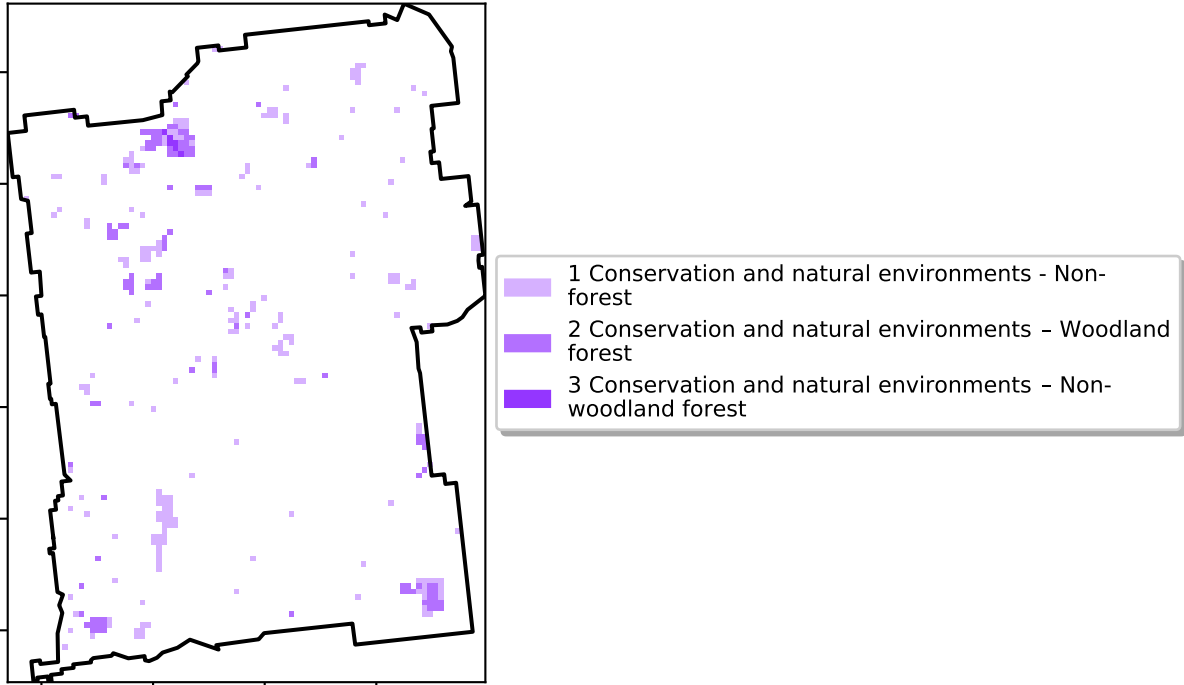 1 Conservation and natural environments - Non-
forest
2 Conservation and natural environments – Woodland
forest
3 Conservation and natural environments – Non-
woodland forest